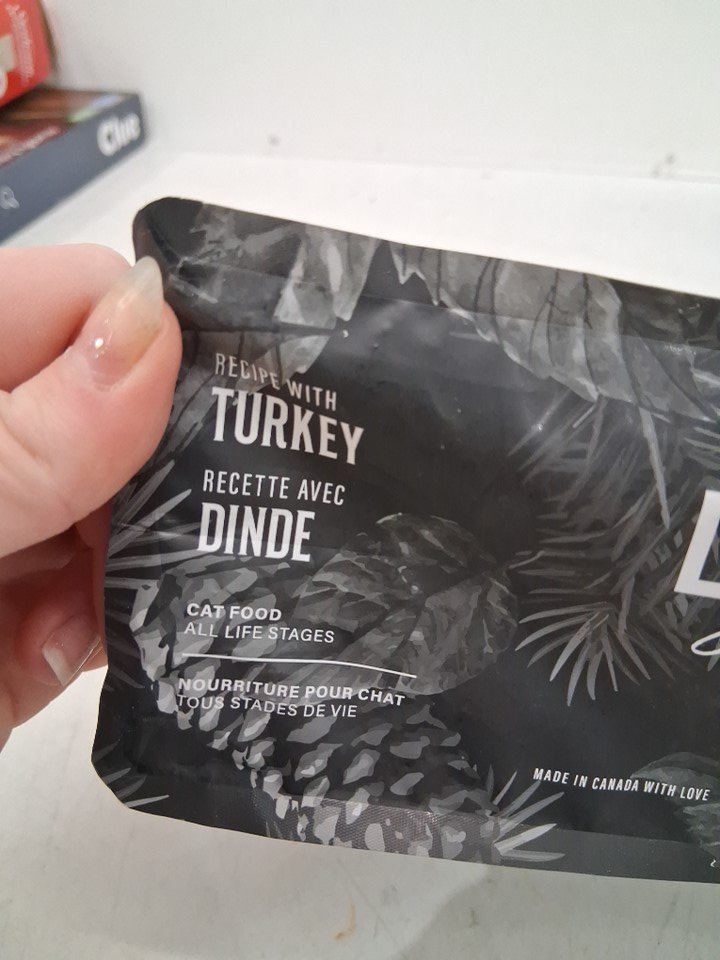 Clue
RECIPE WITH
TURKEY
RECETTE AVEC
DINDE
CAT FOOD
ALL LIFE STAGES
NOURRITURE POUR CHAT
TOUS STADES DE VIE
MADE IN CANADA WITH LOVE